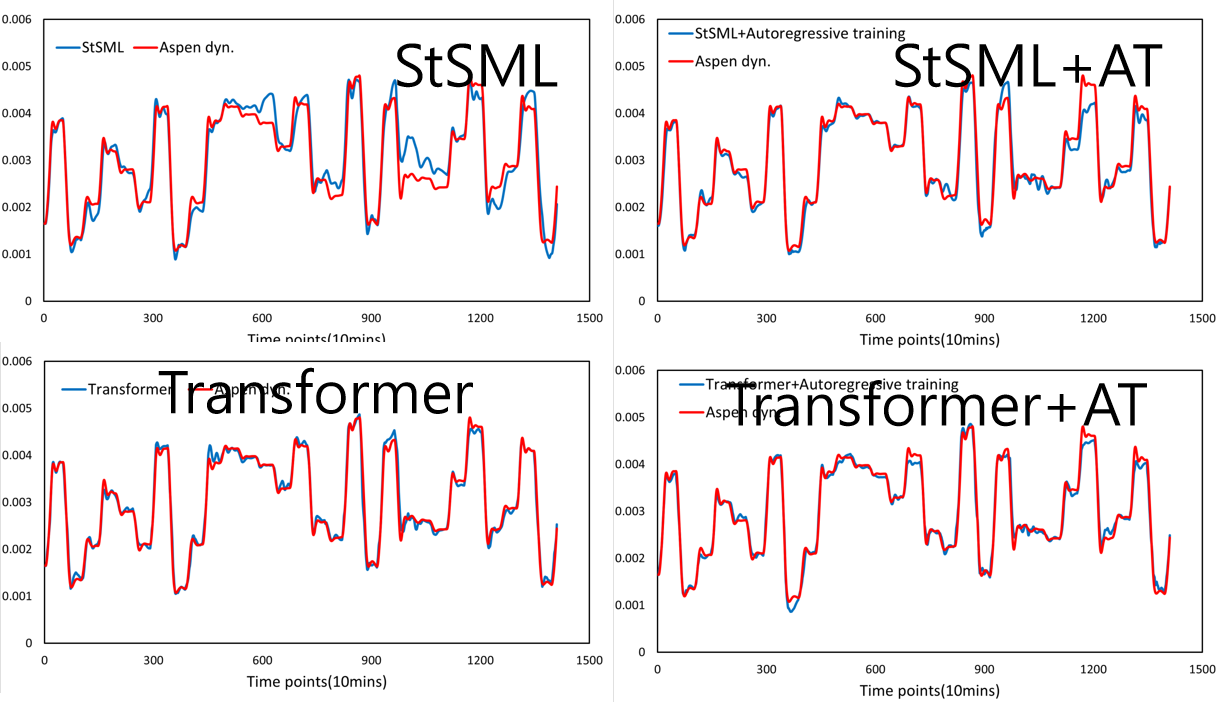 0.006
StSML
Aspen dyn.
StSML
0.005
0.004
0.003
0.002
0.001
0
0 300 600 900 1200 1500
Time points(10mins)
0.006
StSML+Autoregressive training
Aspen dyn.
StSML+AT
0.005
0.004
0.003
0.002
0.001
0
0 300 600 900 1200 1500
Time points(10mins)
0.006
Transformer
Aspen dyn.
Transformer
0.005
0.004
0.003
0.002
0.001
0
0 300 600 900 1200 1500
Time points(10mins)
0.006
Transformer+Autoregressive training
Aspen dyn.
Transformer+AT
0.005
0.004
0.003
0.002
0.001
0
0 300 600 900 1200 1500
Time points(10mins)